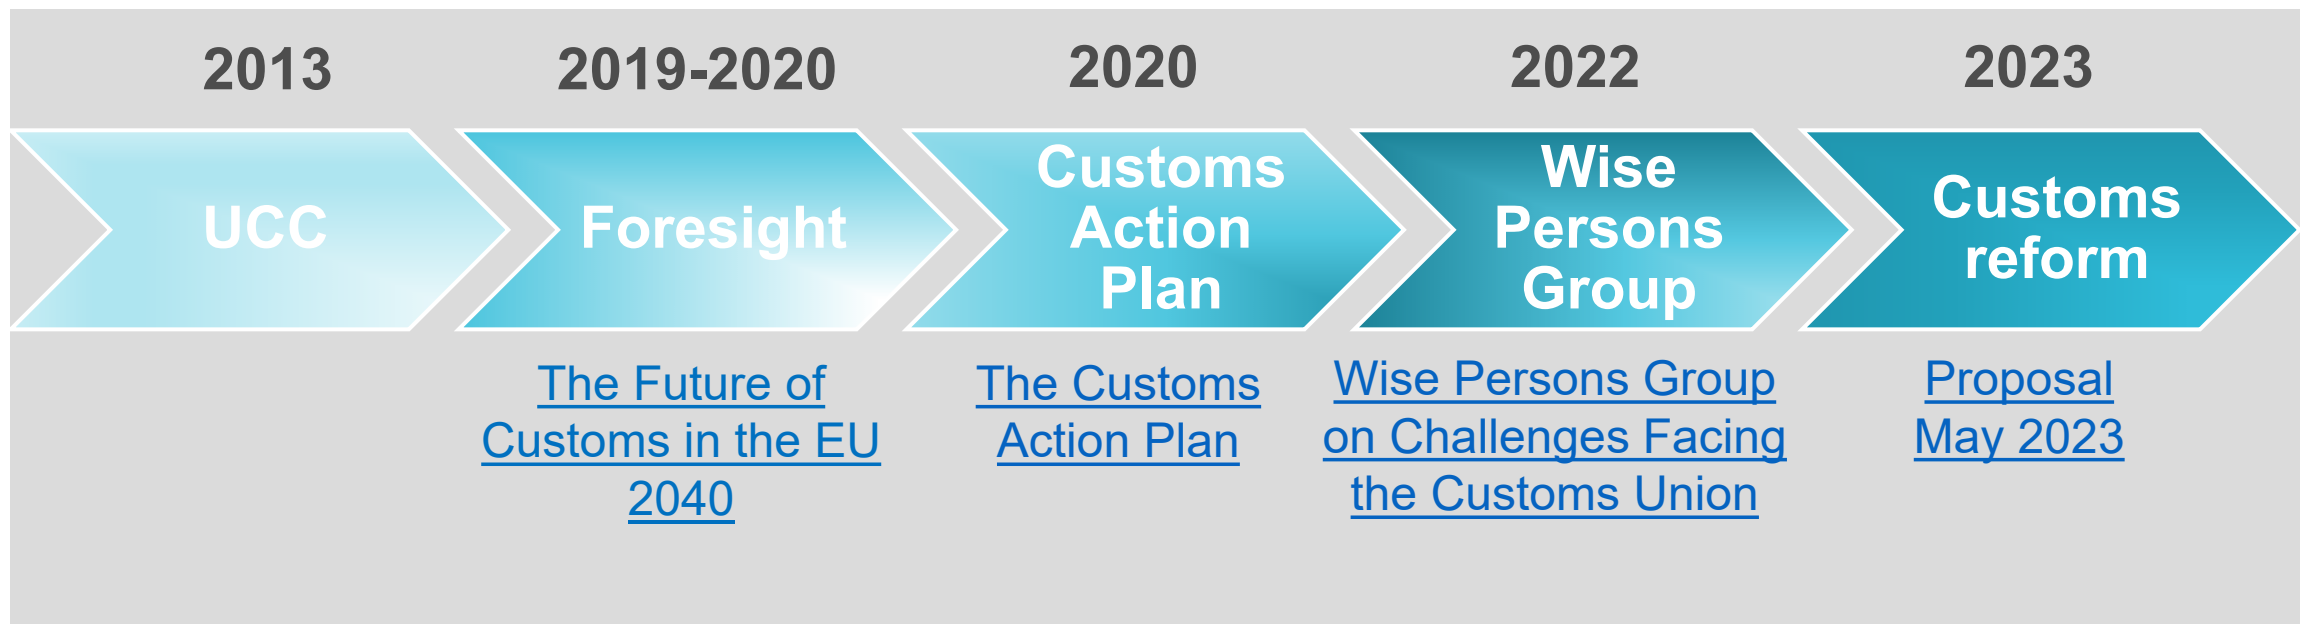 2013
2019-2020
2020
2022
2023
UCC
Foresight
Customs
Action
Plan
Wise
Persons
Group
Customs
reform
The Future of
Customs in the EU
2040
The Customs
Action Plan
Wise Persons Group
on Challenges Facing
the Customs Union
Proposal
May 2023